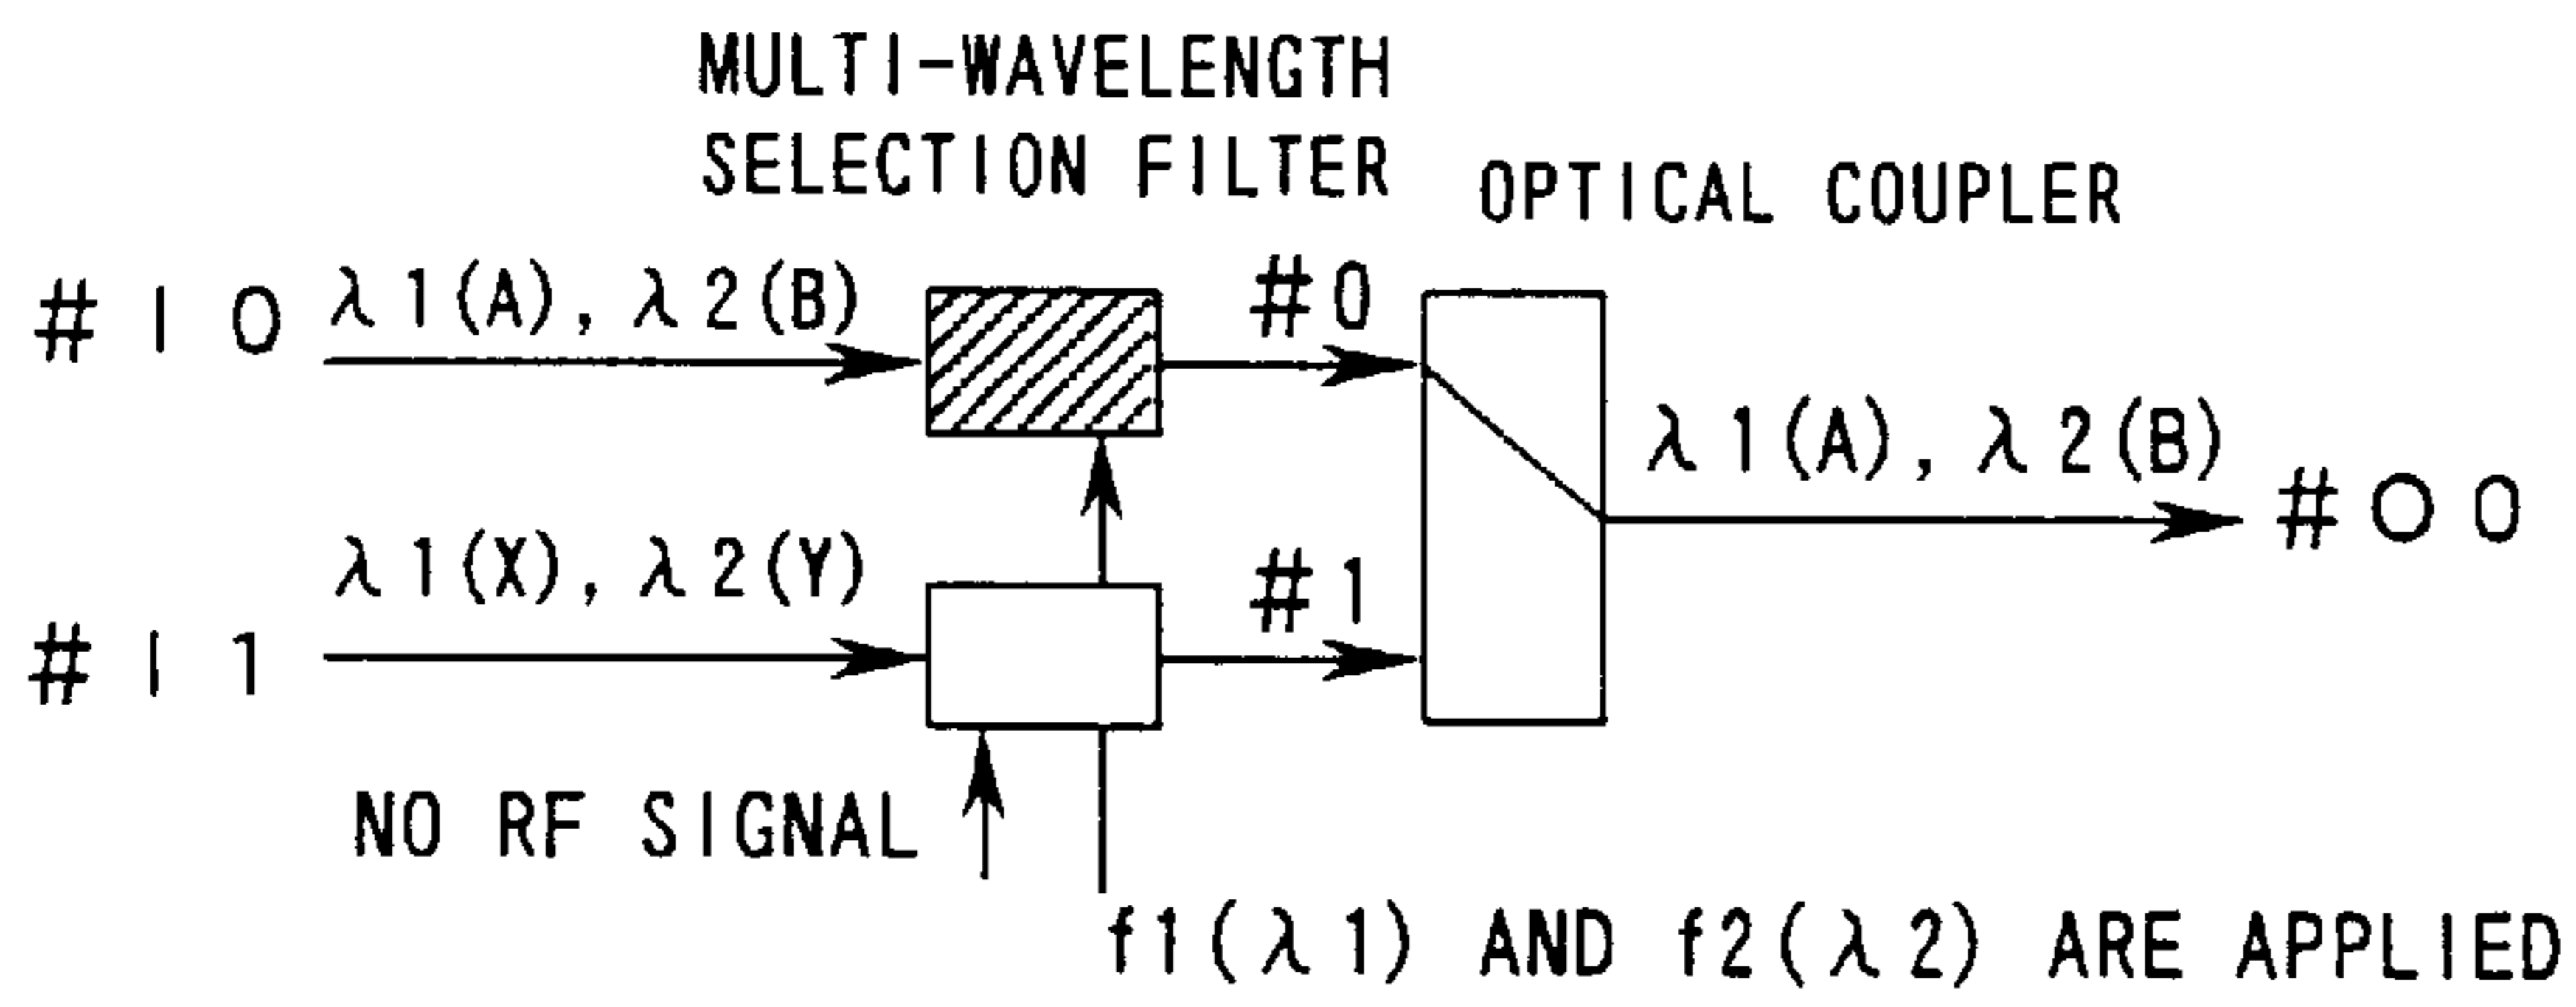 MULTI-WAVELENGTH
SELECTION FILTER
OPTICAL COUPLER
#I0 λ1(A), λ2(B)
#0
λ1(A), λ2(B)
#O0
#I1 λ1(X), λ2(Y)
#1
NO RF SIGNAL
f1(λ1) AND f2(λ2) ARE APPLIED